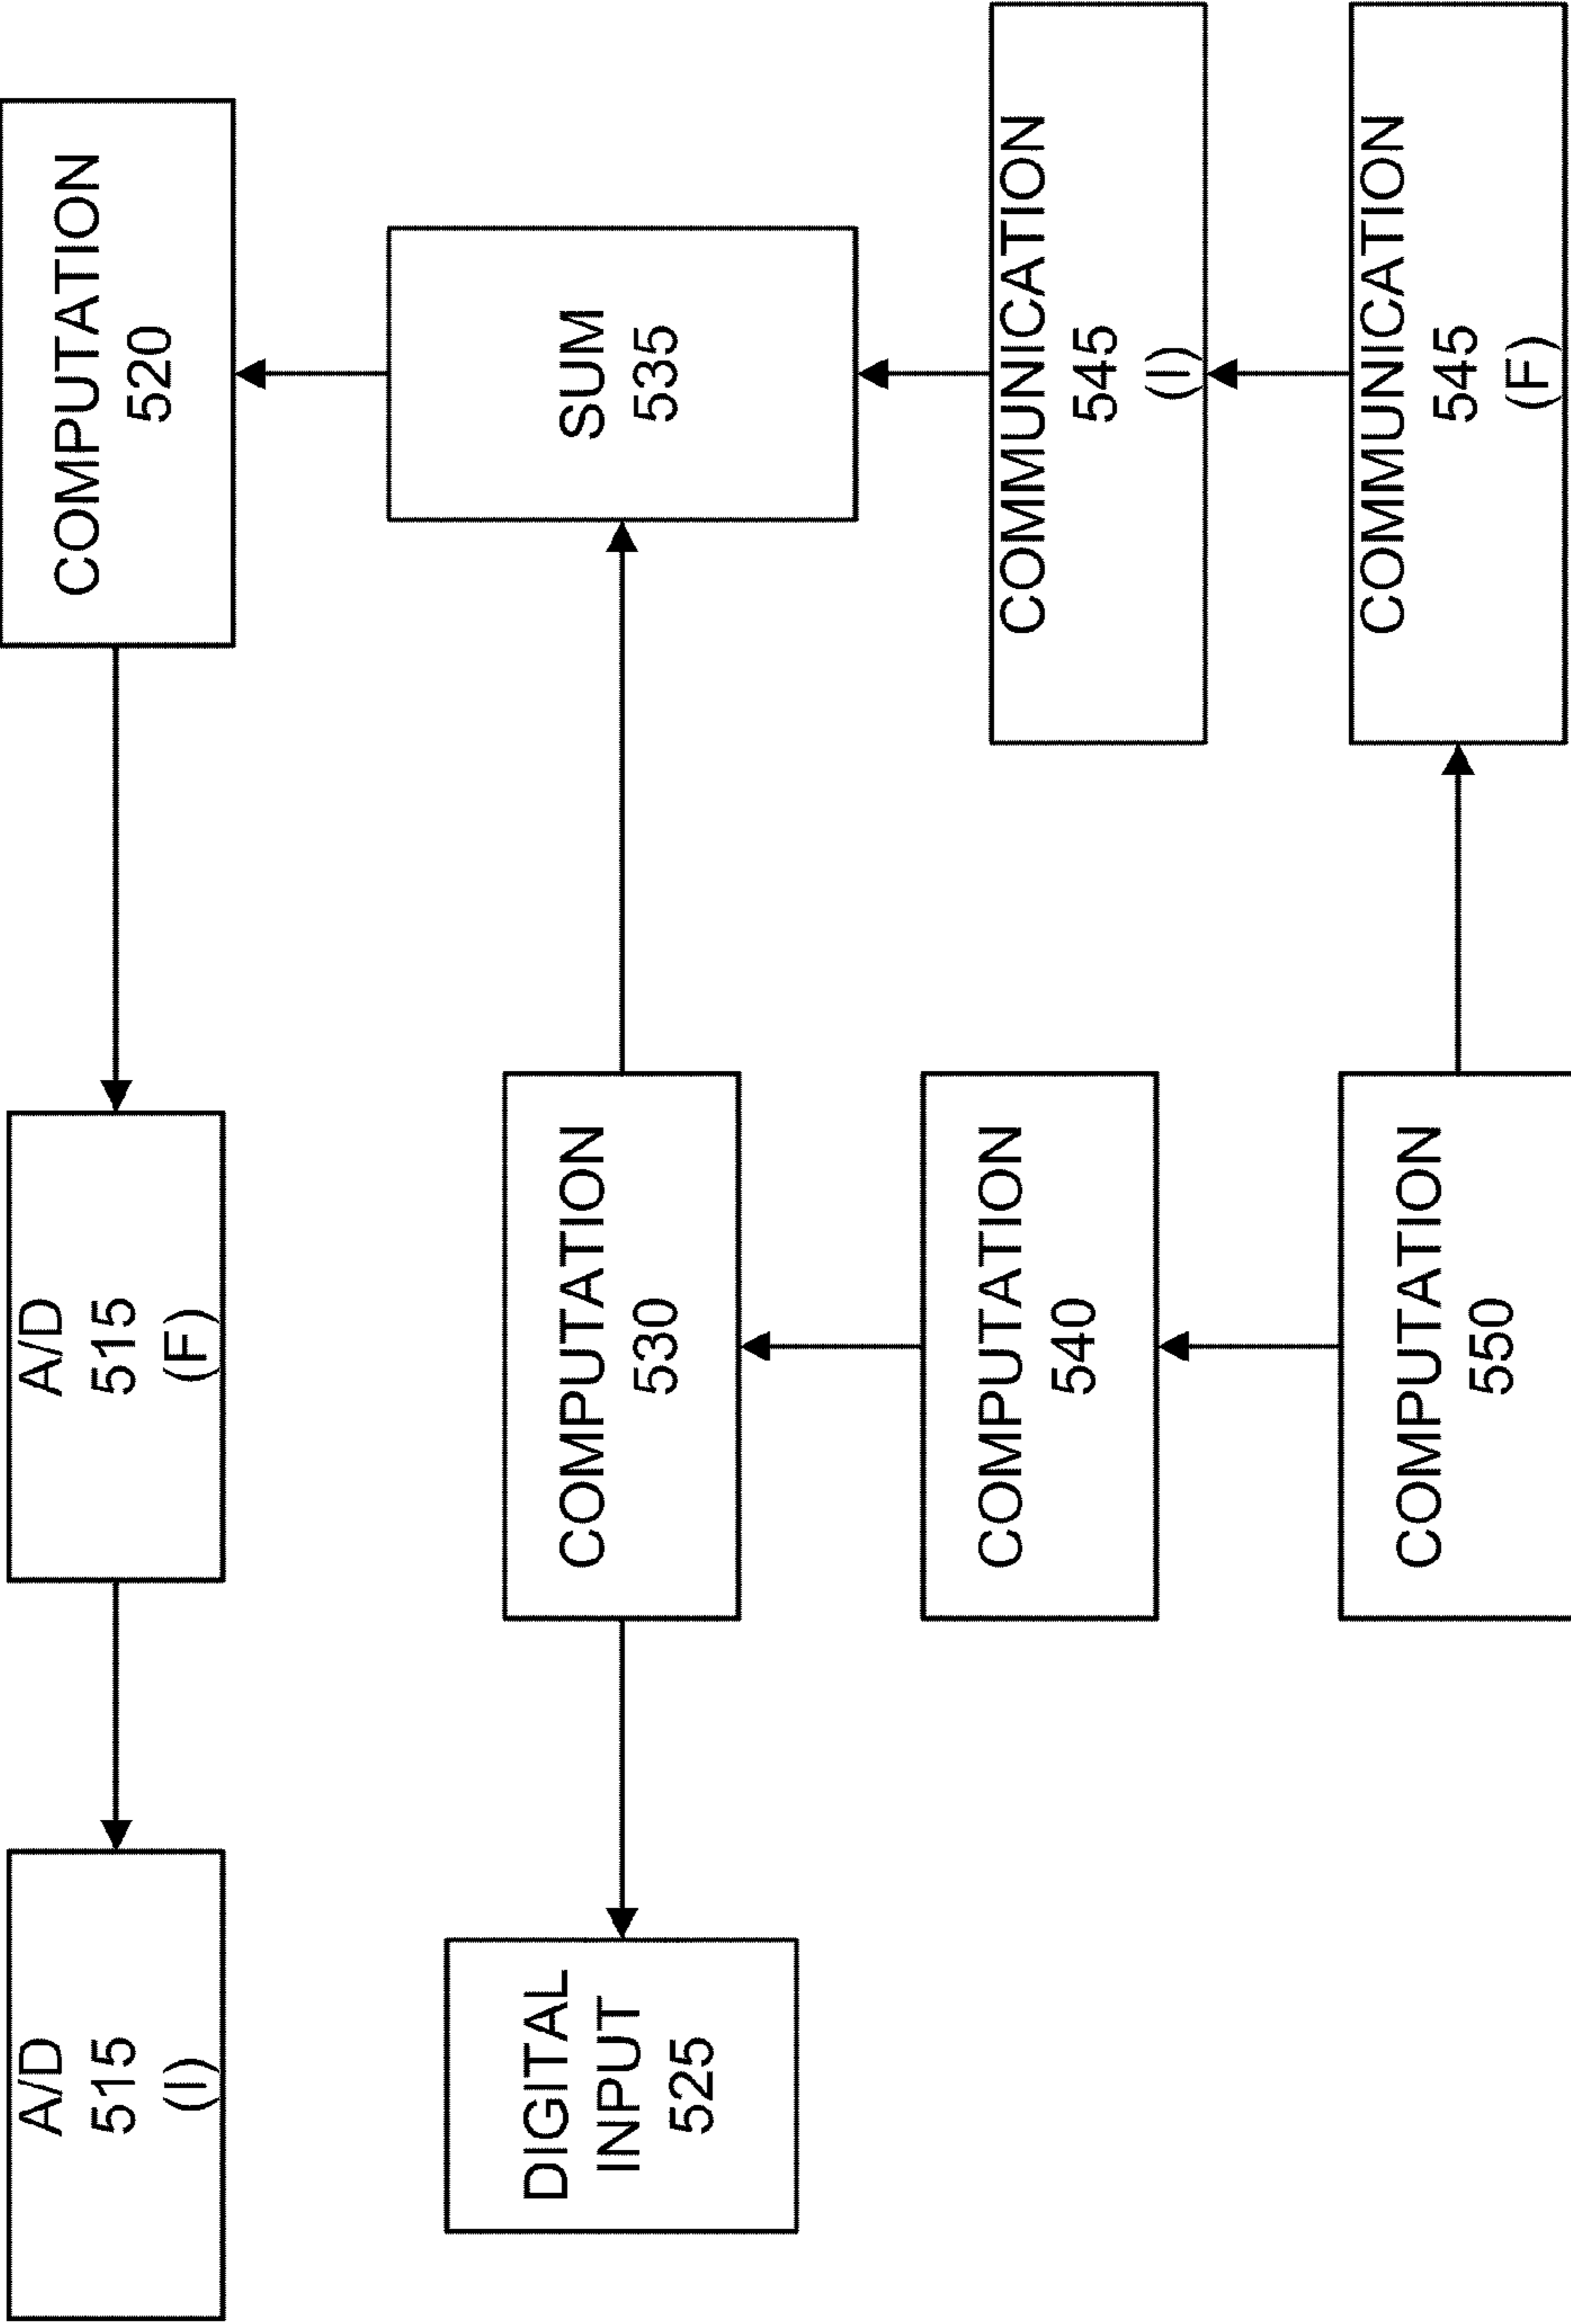 A/D
515
(I)
A/D
515
(F)
COMPUTATION
520
DIGITAL
INPUT
525
COMPUTATION
530
SUM
535
COMPUTATION
540
COMMUNICATION
545
(I)
COMPUTATION
550
COMMUNICATION
545
(F)